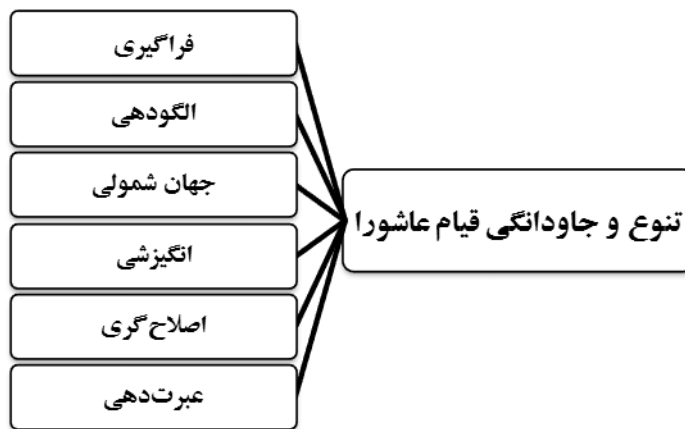 تنوع و جاودانگی قیام عاشورا
فراگیری
الگودهی
جهان شمولی
انگیزشی
اصلاح‌گری
عبرت‌دهی